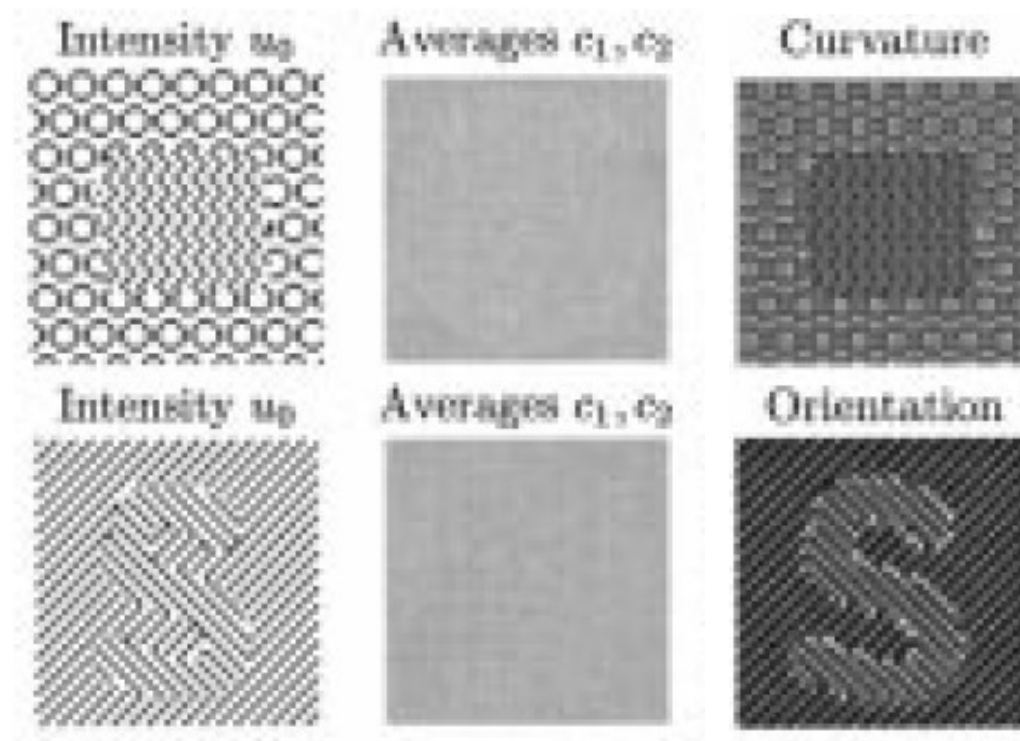 Intensity u₀ Averages c₁, c₂ Curvature
Intensity u₀ Averages c₁, c₂ Orientation